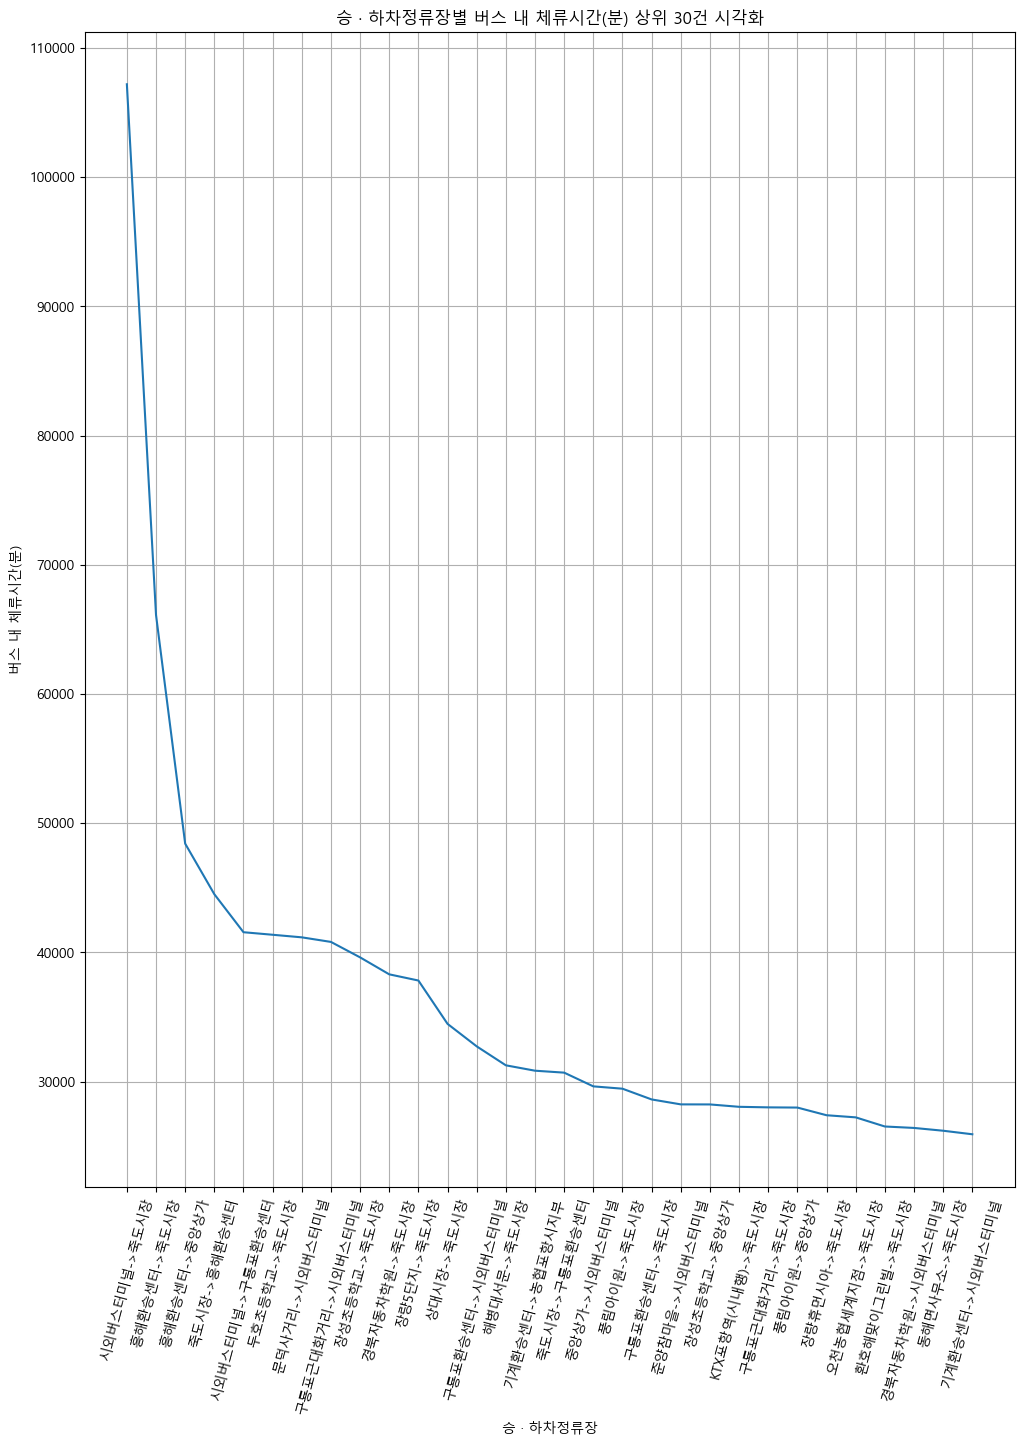 승 · 하차정류장별 버스 내 체류시간(분) 상위 30건 시각화
110000
100000
90000
80000
70000
60000
50000
40000
30000
버스 내 체류시간(분)
시외버스터미널->죽도시장
흥해환승센터->죽도시장
흥해환승센터->중앙상가
죽도시장->흥해환승센터
시외버스터미널->구룡포환승센터
두호초등학교->죽도시장
문덕사거리->시외버스터미널
구룡포근대화거리->시외버스터미널
장성초등학교->죽도시장
경북자동차학원->죽도시장
장량5단지->죽도시장
상대시장->죽도시장
구룡포환승센터->시외버스터미널
해병대서문->죽도시장
기계환승센터->농협포항시지부
죽도시장->구룡포환승센터
중앙상가->시외버스터미널
풍림아이원->죽도시장
구룡포환승센터->죽도시장
준양참마을->시외버스터미널
장성초등학교->중앙상가
KTX포항역(시내행)->죽도시장
구룡포근대화거리->죽도시장
풍림아이원->중앙상가
장량휴먼시아->죽도시장
오천농협세계지점->죽도시장
환호해맞이그린빌->죽도시장
경북자동차학원->시외버스터미널
동해면사무소->죽도시장
기계환승센터->시외버스터미널
승 · 하차정류장